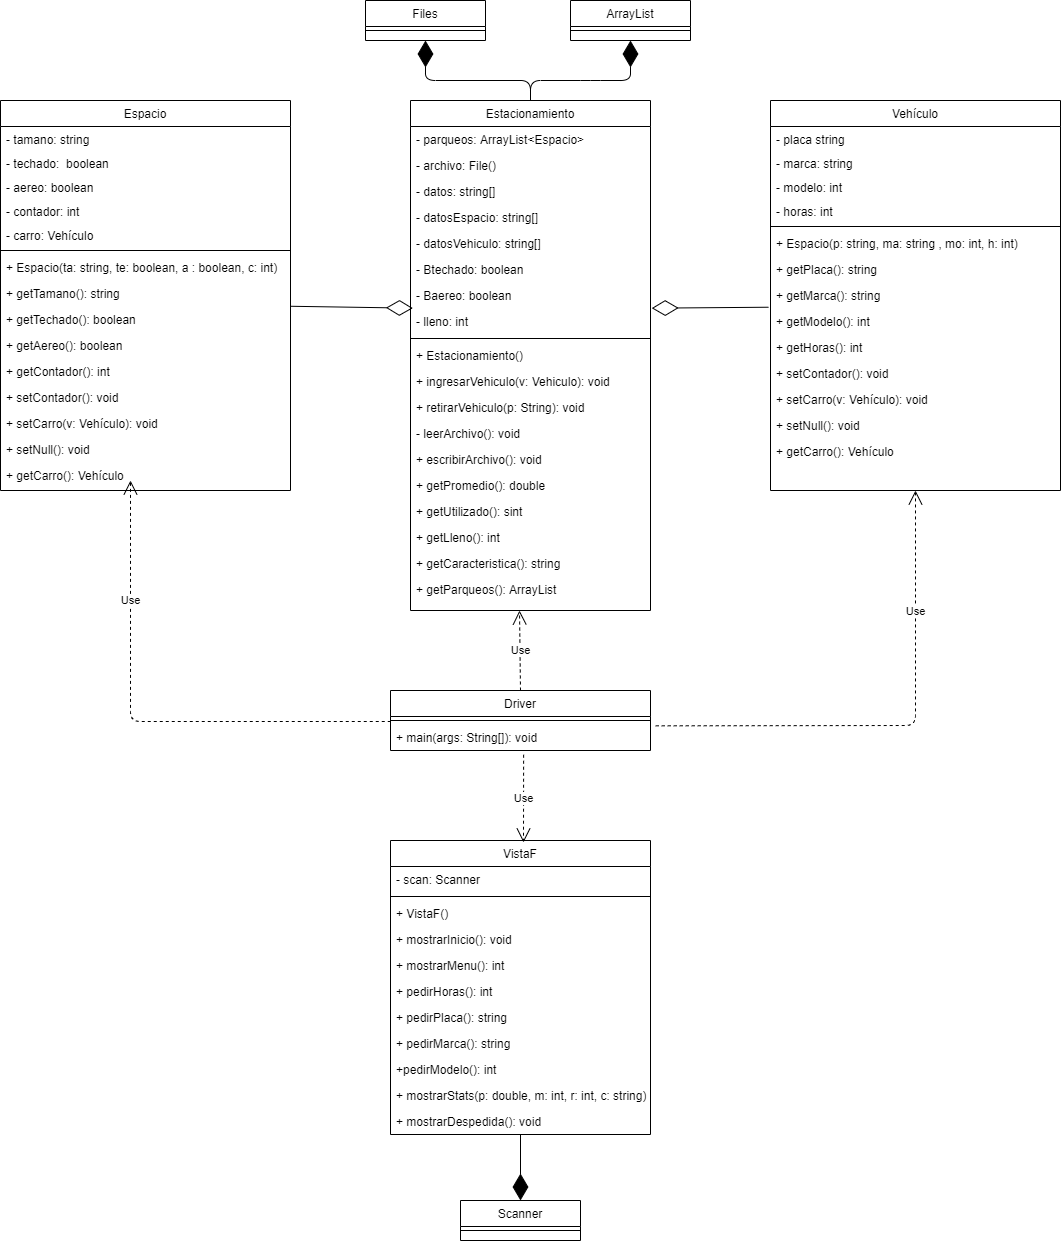 Files
ArrayList
Espacio
- tamano: string
- techado:  boolean
- aereo: boolean
- contador: int
- carro: Vehículo
+ Espacio(ta: string, te: boolean, a : boolean, c: int)
+ getTamano(): string
+ getTechado(): boolean
+ getAereo(): boolean
+ getContador(): int
+ setContador(): void
+ setCarro(v: Vehículo): void
+ setNull(): void
+ getCarro(): Vehículo
Estacionamiento
- parqueos: ArrayList<Espacio>
- archivo: File()
- datos: string[]
- datosEspacio: string[]
- datosVehiculo: string[]
- Btechado: boolean
- Baereo: boolean
- lleno: int
+ Estacionamiento()
+ ingresarVehiculo(v: Vehiculo): void
+ retirarVehiculo(p: String): void
- leerArchivo(): void
+ escribirArchivo(): void
+ getPromedio(): double
+ getUtilizado(): sint
+ getLleno(): int
+ getCaracteristica(): string
+ getParqueos(): ArrayList
Vehículo
- placa string
- marca: string
- modelo: int
- horas: int
+ Espacio(p: string, ma: string , mo: int, h: int)
+ getPlaca(): string
+ getMarca(): string
+ getModelo(): int
+ getHoras(): int
+ setContador(): void
+ setCarro(v: Vehículo): void
+ setNull(): void
+ getCarro(): Vehículo
Use
Use
Use
Driver
+ main(args: String[]): void
Use
VistaF
- scan: Scanner
+ VistaF()
+ mostrarInicio(): void
+ mostrarMenu(): int
+ pedirHoras(): int
+ pedirPlaca(): string
+ pedirMarca(): string
+pedirModelo(): int
+ mostrarStats(p: double, m: int, r: int, c: string)
+ mostrarDespedida(): void
Scanner